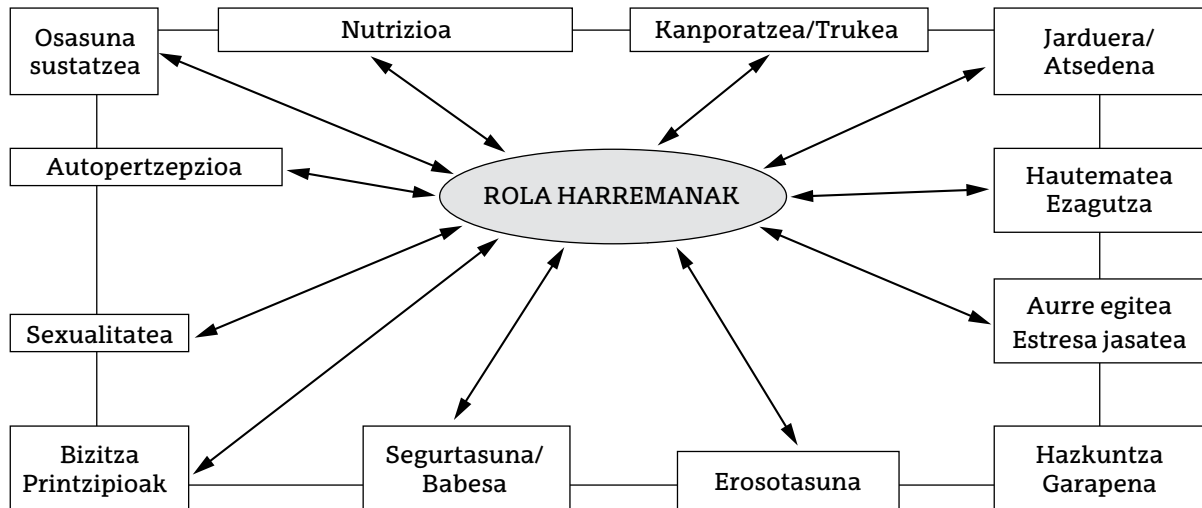 Osasuna
sustatzea
Nutrizioa
Kanporatzea/Trukea
Jarduera/
Atsedena
Autopertzepzioa
ROLA HARREMANAK
Hautematea
Ezagutza
Sexualitatea
Aurre egitea
Estresa jasatea
Bizitza
Printzipioak
Segurtasuna/
Babesa
Erosotasuna
Hazkuntza
Garapena